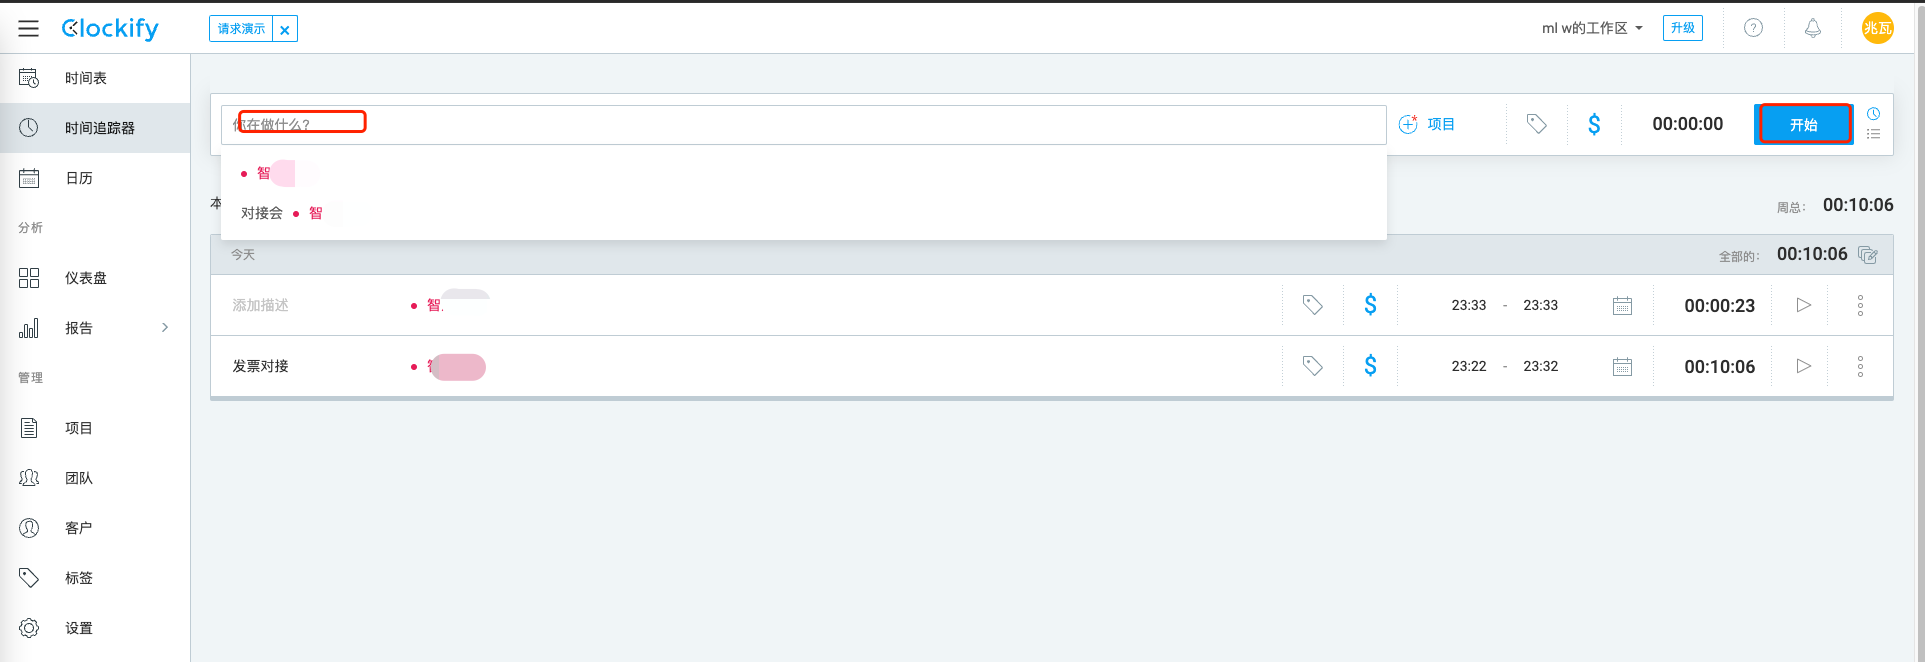 Clockify
请求演示
ml w的工作区
升级
兆瓦
时间表
时间追踪器
日历
分析
仪表盘
报告
管理
项目
团队
客户
标签
设置
你在做什么?
项目
00:00:00
开始
智
对接会 智
本
周总: 00:10:06
今天
全部的: 00:10:06
添加描述 智. 23:33 - 23:33 00:00:23
发票对接 23:22 - 23:32 00:10:06